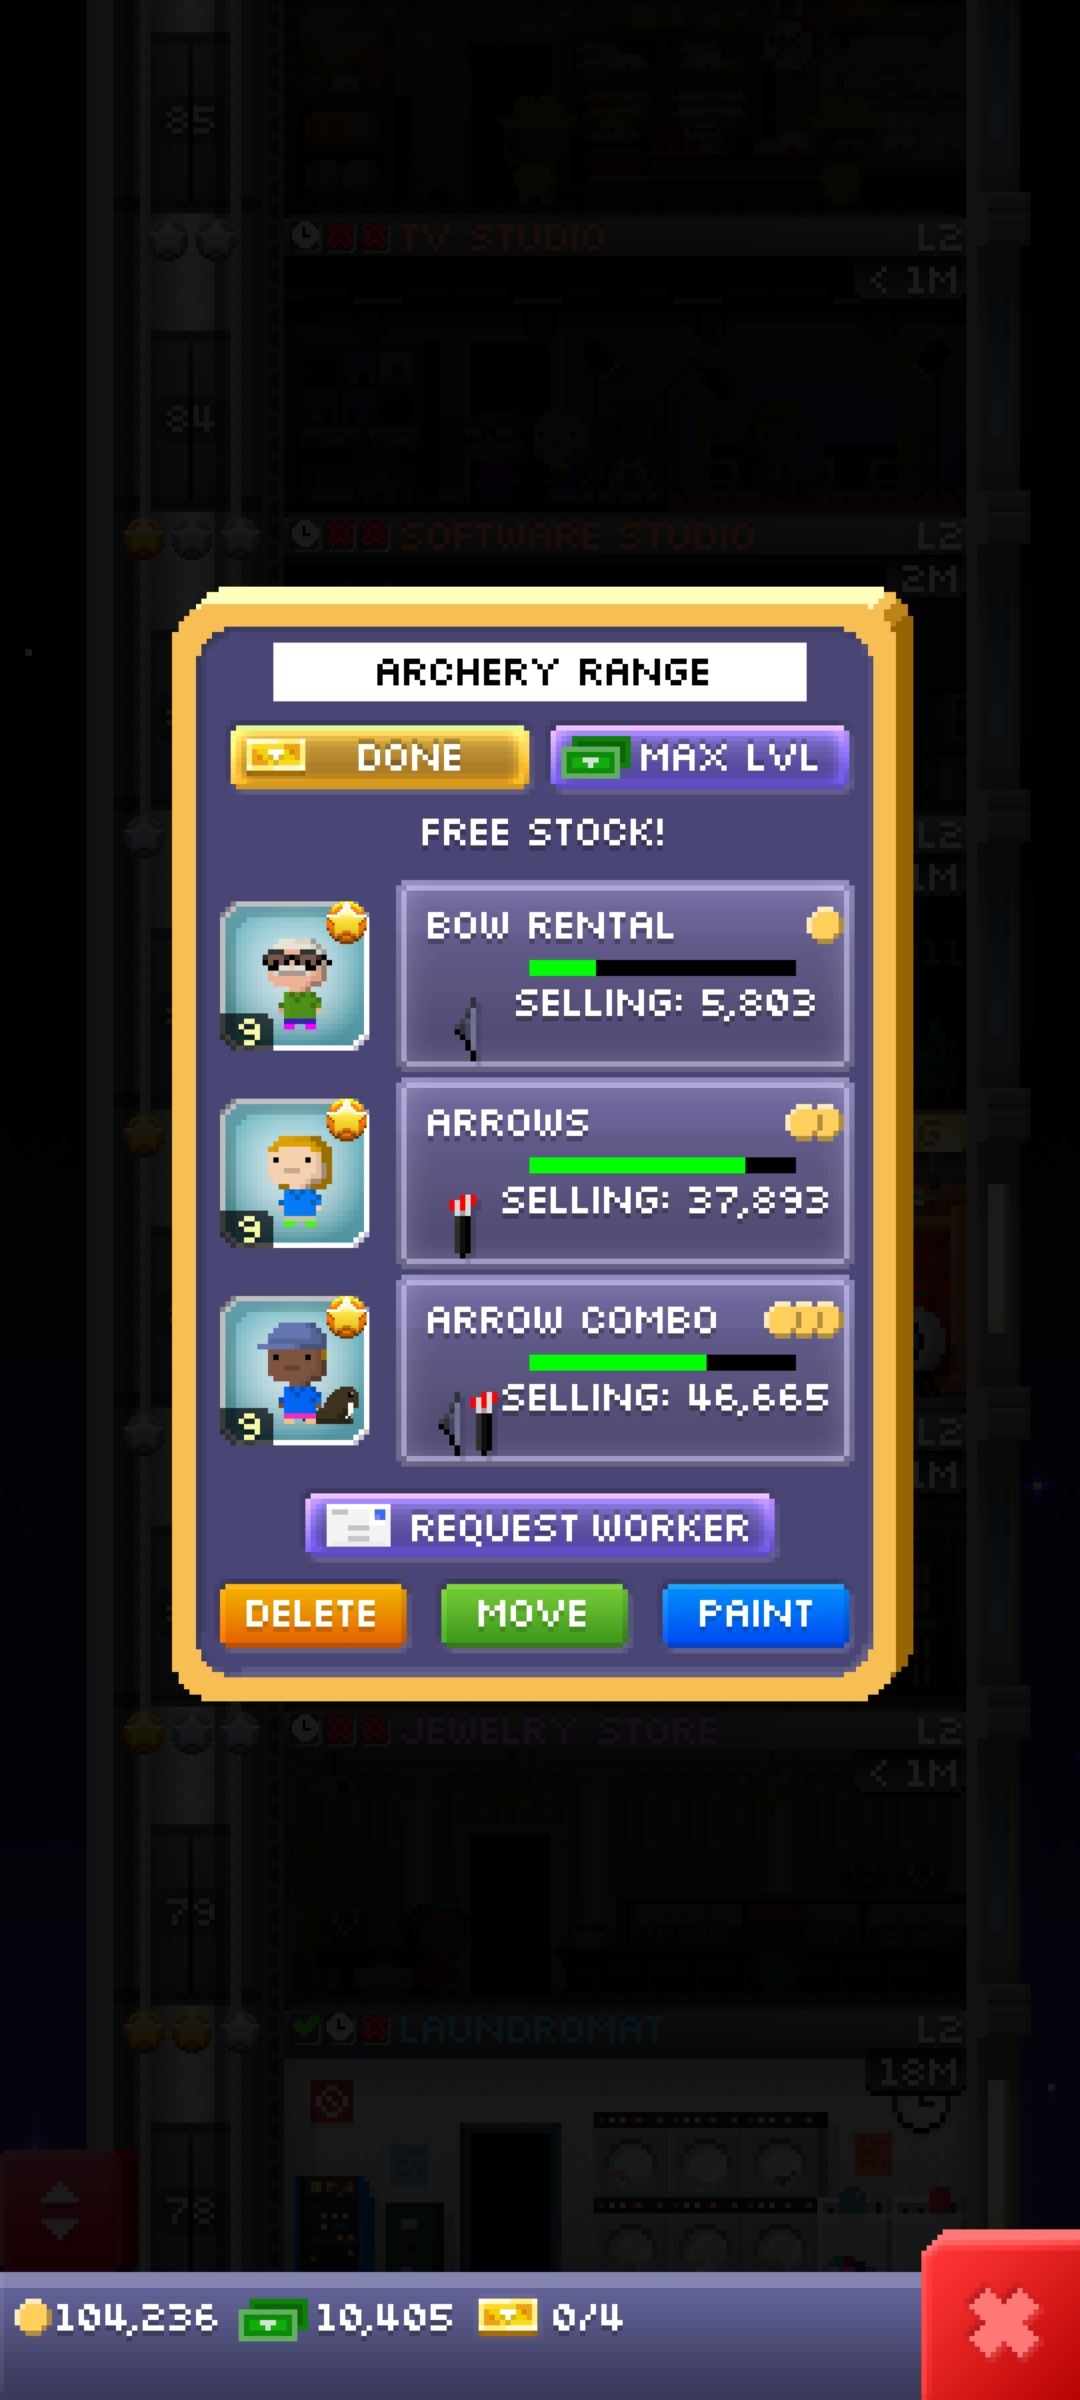 85
TV STUDIO L2
< 1M
84
SOFTWARE STUDIO L2
2M
ARCHERY RANGE
DONE MAX LVL
FREE STOCK!
BOW RENTAL
SELLING: 5,803
9
ARROWS
SELLING: 37,893
9
ARROW COMBO
SELLING: 46,665
9
REQUEST WORKER
DELETE MOVE PAINT
JEWELRY STORE L2
< 1M
79
LAUNDROMAT L2
18M
78
104,236 10,405 0/4